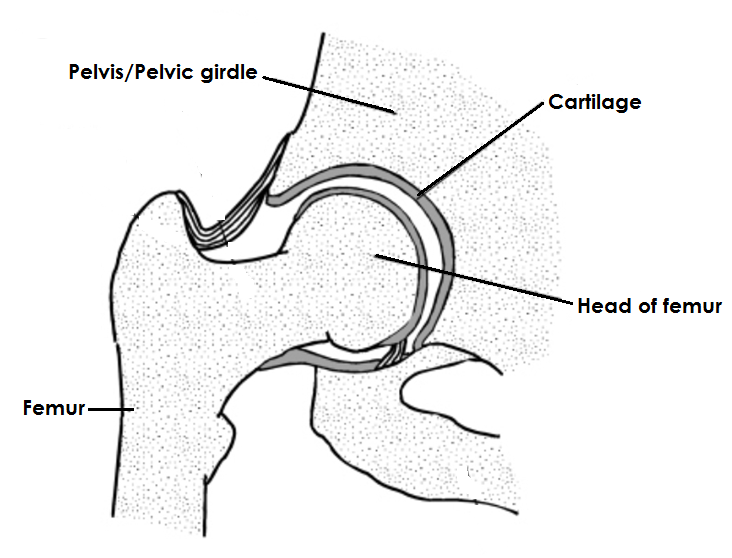 Pelvis/Pelvic girdle
Cartilage
Head of femur
Femur